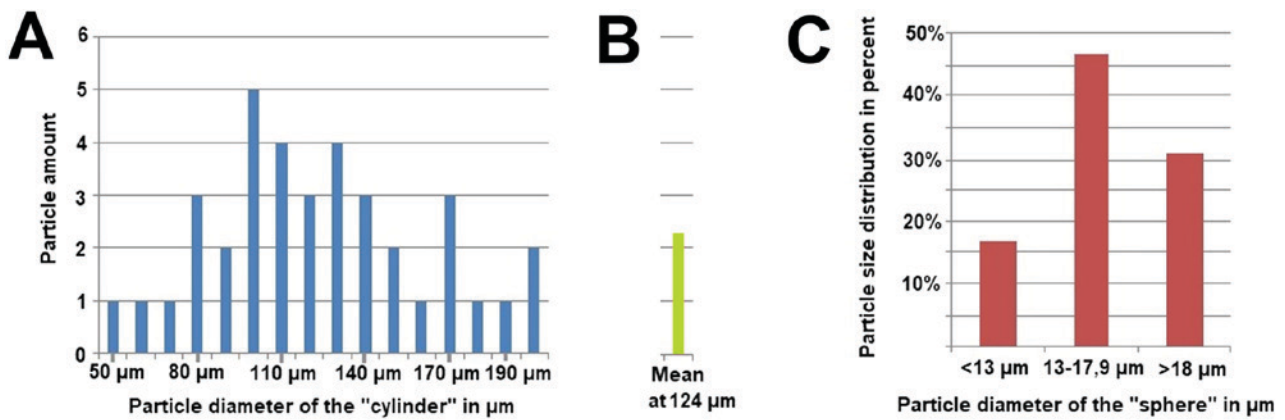 A
Particle amount
6
5
4
3
2
1
0
50 µm 80 µm 110 µm 140 µm 170 µm 190 µm
Particle diameter of the "cylinder" in µm
B
Mean
at 124 µm
C
Particle size distribution in percent
50%
40%
30%
20%
10%
<13 µm 13-17,9 µm >18 µm
Particle diameter of the "sphere" in µm